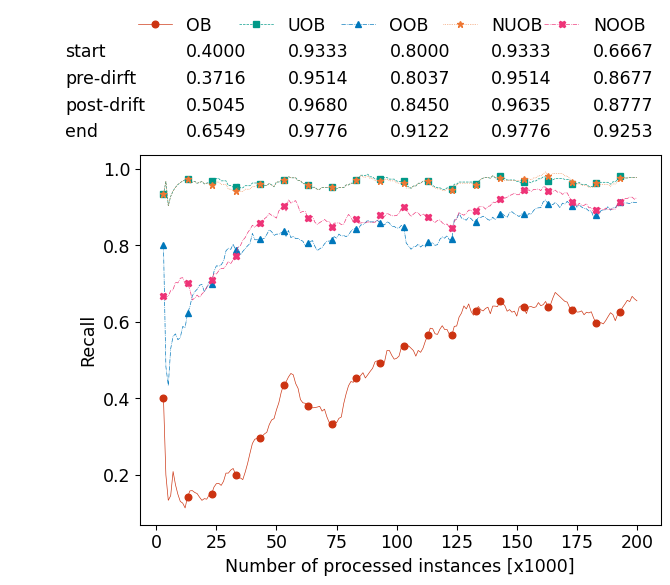 OB UOB OOB NUOB NOOB
start 0.4000 0.9333 0.8000 0.9333 0.6667
pre-dirft 0.3716 0.9514 0.8037 0.9514 0.8677
post-drift 0.5045 0.9680 0.8450 0.9635 0.8777
end 0.6549 0.9776 0.9122 0.9776 0.9253
1.0
0.8
0.6
0.4
0.2
Recall
0 25 50 75 100 125 150 175 200
Number of processed instances [x1000]